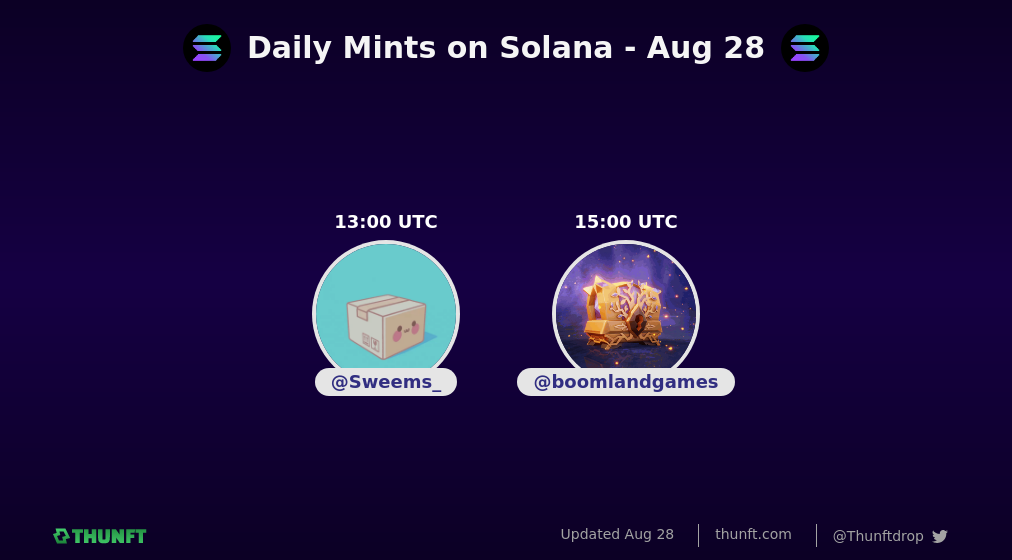 Daily Mints on Solana - Aug 28
13:00 UTC
15:00 UTC
@Sweems_
@boomlandgames
THUNFT
Updated Aug 28
thunft.com
@Thunftdrop